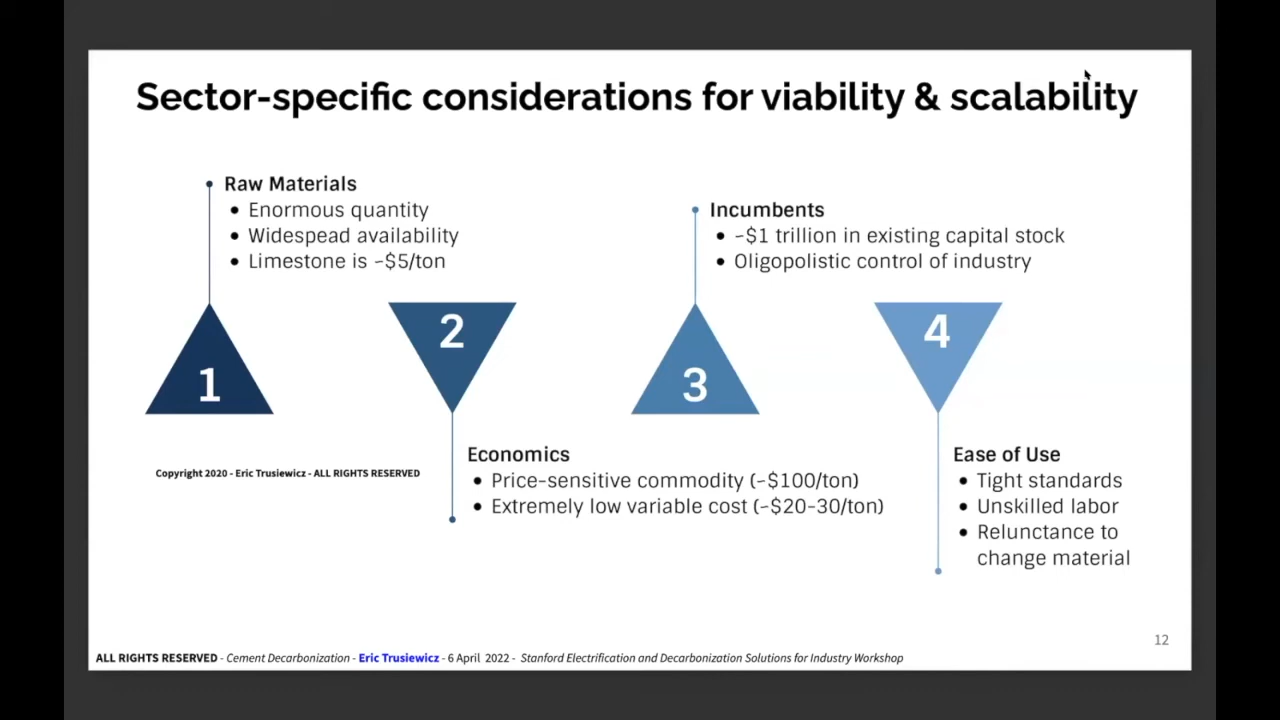 Sector-specific considerations for viability & scalability
Raw Materials
• Enormous quantity
• Widespead availability
• Limestone is ~$5/ton
1
2
Economics
• Price-sensitive commodity (~$100/ton)
• Extremely low variable cost (~$20-30/ton)
Incumbents
• ~$1 trillion in existing capital stock
• Oligopolistic control of industry
3
4
Ease of Use
• Tight standards
• Unskilled labor
• Relunctance to
change material
Copyright 2020 - Eric Trusiewicz - ALL RIGHTS RESERVED
12
ALL RIGHTS RESERVED - Cement Decarbonization - Eric Trusiewicz - 6 April 2022 - Stanford Electrification and Decarbonization Solutions for Industry Workshop